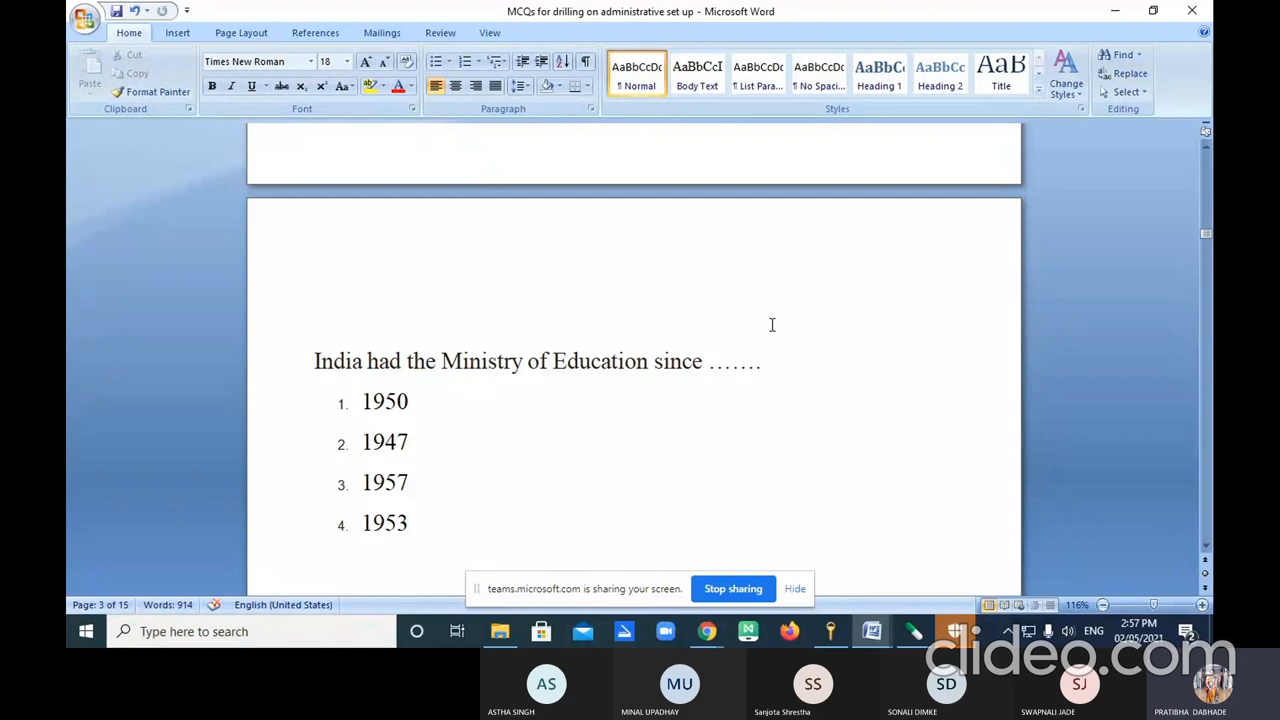 MCQs for drilling on administrative set up - Microsoft Word
Home Insert Page Layout References Mailings Review View
Paste
Cut
Copy
Format Painter
Clipboard
Times New Roman 18
Font
Paragraph
AaBbCcDc AaBbCcI AaBbCcDc AaBbCcDc AaBbC AaBbCc AaB
¶ Normal Body Text ¶ List Para... ¶ No Spaci... Heading 1 Heading 2 Title
Change Styles
Styles
Find
Replace
Select
Editing
India had the Ministry of Education since …….
1. 1950
2. 1947
3. 1957
4. 1953
teams.microsoft.com is sharing your screen. Stop sharing Hide
Page: 3 of 15 Words: 914 English (United States) 116%
Type here to search
ENG
2:57 PM
02/05/2021
clideo.com
AS MU SS SD SJ
ASTHA SINGH MINAL UPADHAY Sanjota Shrestha SONALI DIMKE SWAPNALI JADE PRATIBHA DABHADE